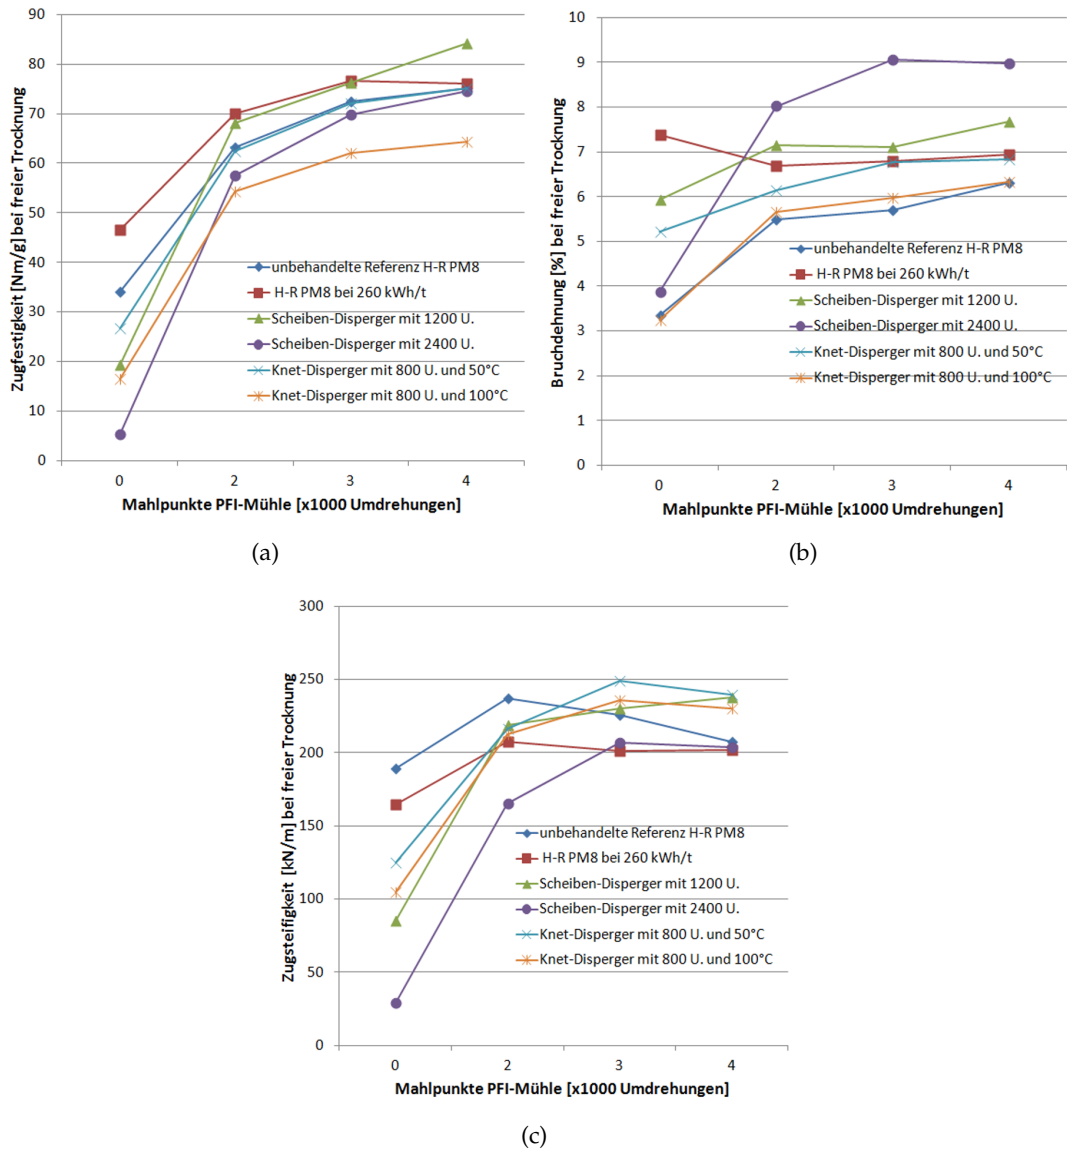 90
80
70
60
50
40
30
20
10
0
Zugfestigkeit [Nm/g] bei freier Trocknung
unbehandelte Referenz H-R PM8
H-R PM8 bei 260 kWh/t
Scheiben-Disperger mit 1200 U.
Scheiben-Disperger mit 2400 U.
Knet-Disperger mit 800 U. und 50°C
Knet-Disperger mit 800 U. und 100°C
0 2 3 4
Mahlpunkte PFI-Mühle [x1000 Umdrehungen]
(a)
10
9
8
7
6
5
4
3
2
1
0
Bruchdehnung [%] bei freier Trocknung
unbehandelte Referenz H-R PM8
H-R PM8 bei 260 kWh/t
Scheiben-Disperger mit 1200 U.
Scheiben-Disperger mit 2400 U.
Knet-Disperger mit 800 U. und 50°C
Knet-Disperger mit 800 U. und 100°C
0 2 3 4
Mahlpunkte PFI-Mühle [x1000 Umdrehungen]
(b)
300
250
200
150
100
50
0
Zugsteifigkeit [kN/m] bei freier Trocknung
unbehandelte Referenz H-R PM8
H-R PM8 bei 260 kWh/t
Scheiben-Disperger mit 1200 U.
Scheiben-Disperger mit 2400 U.
Knet-Disperger mit 800 U. und 50°C
Knet-Disperger mit 800 U. und 100°C
0 2 3 4
Mahlpunkte PFI-Mühle [x1000 Umdrehungen]
(c)